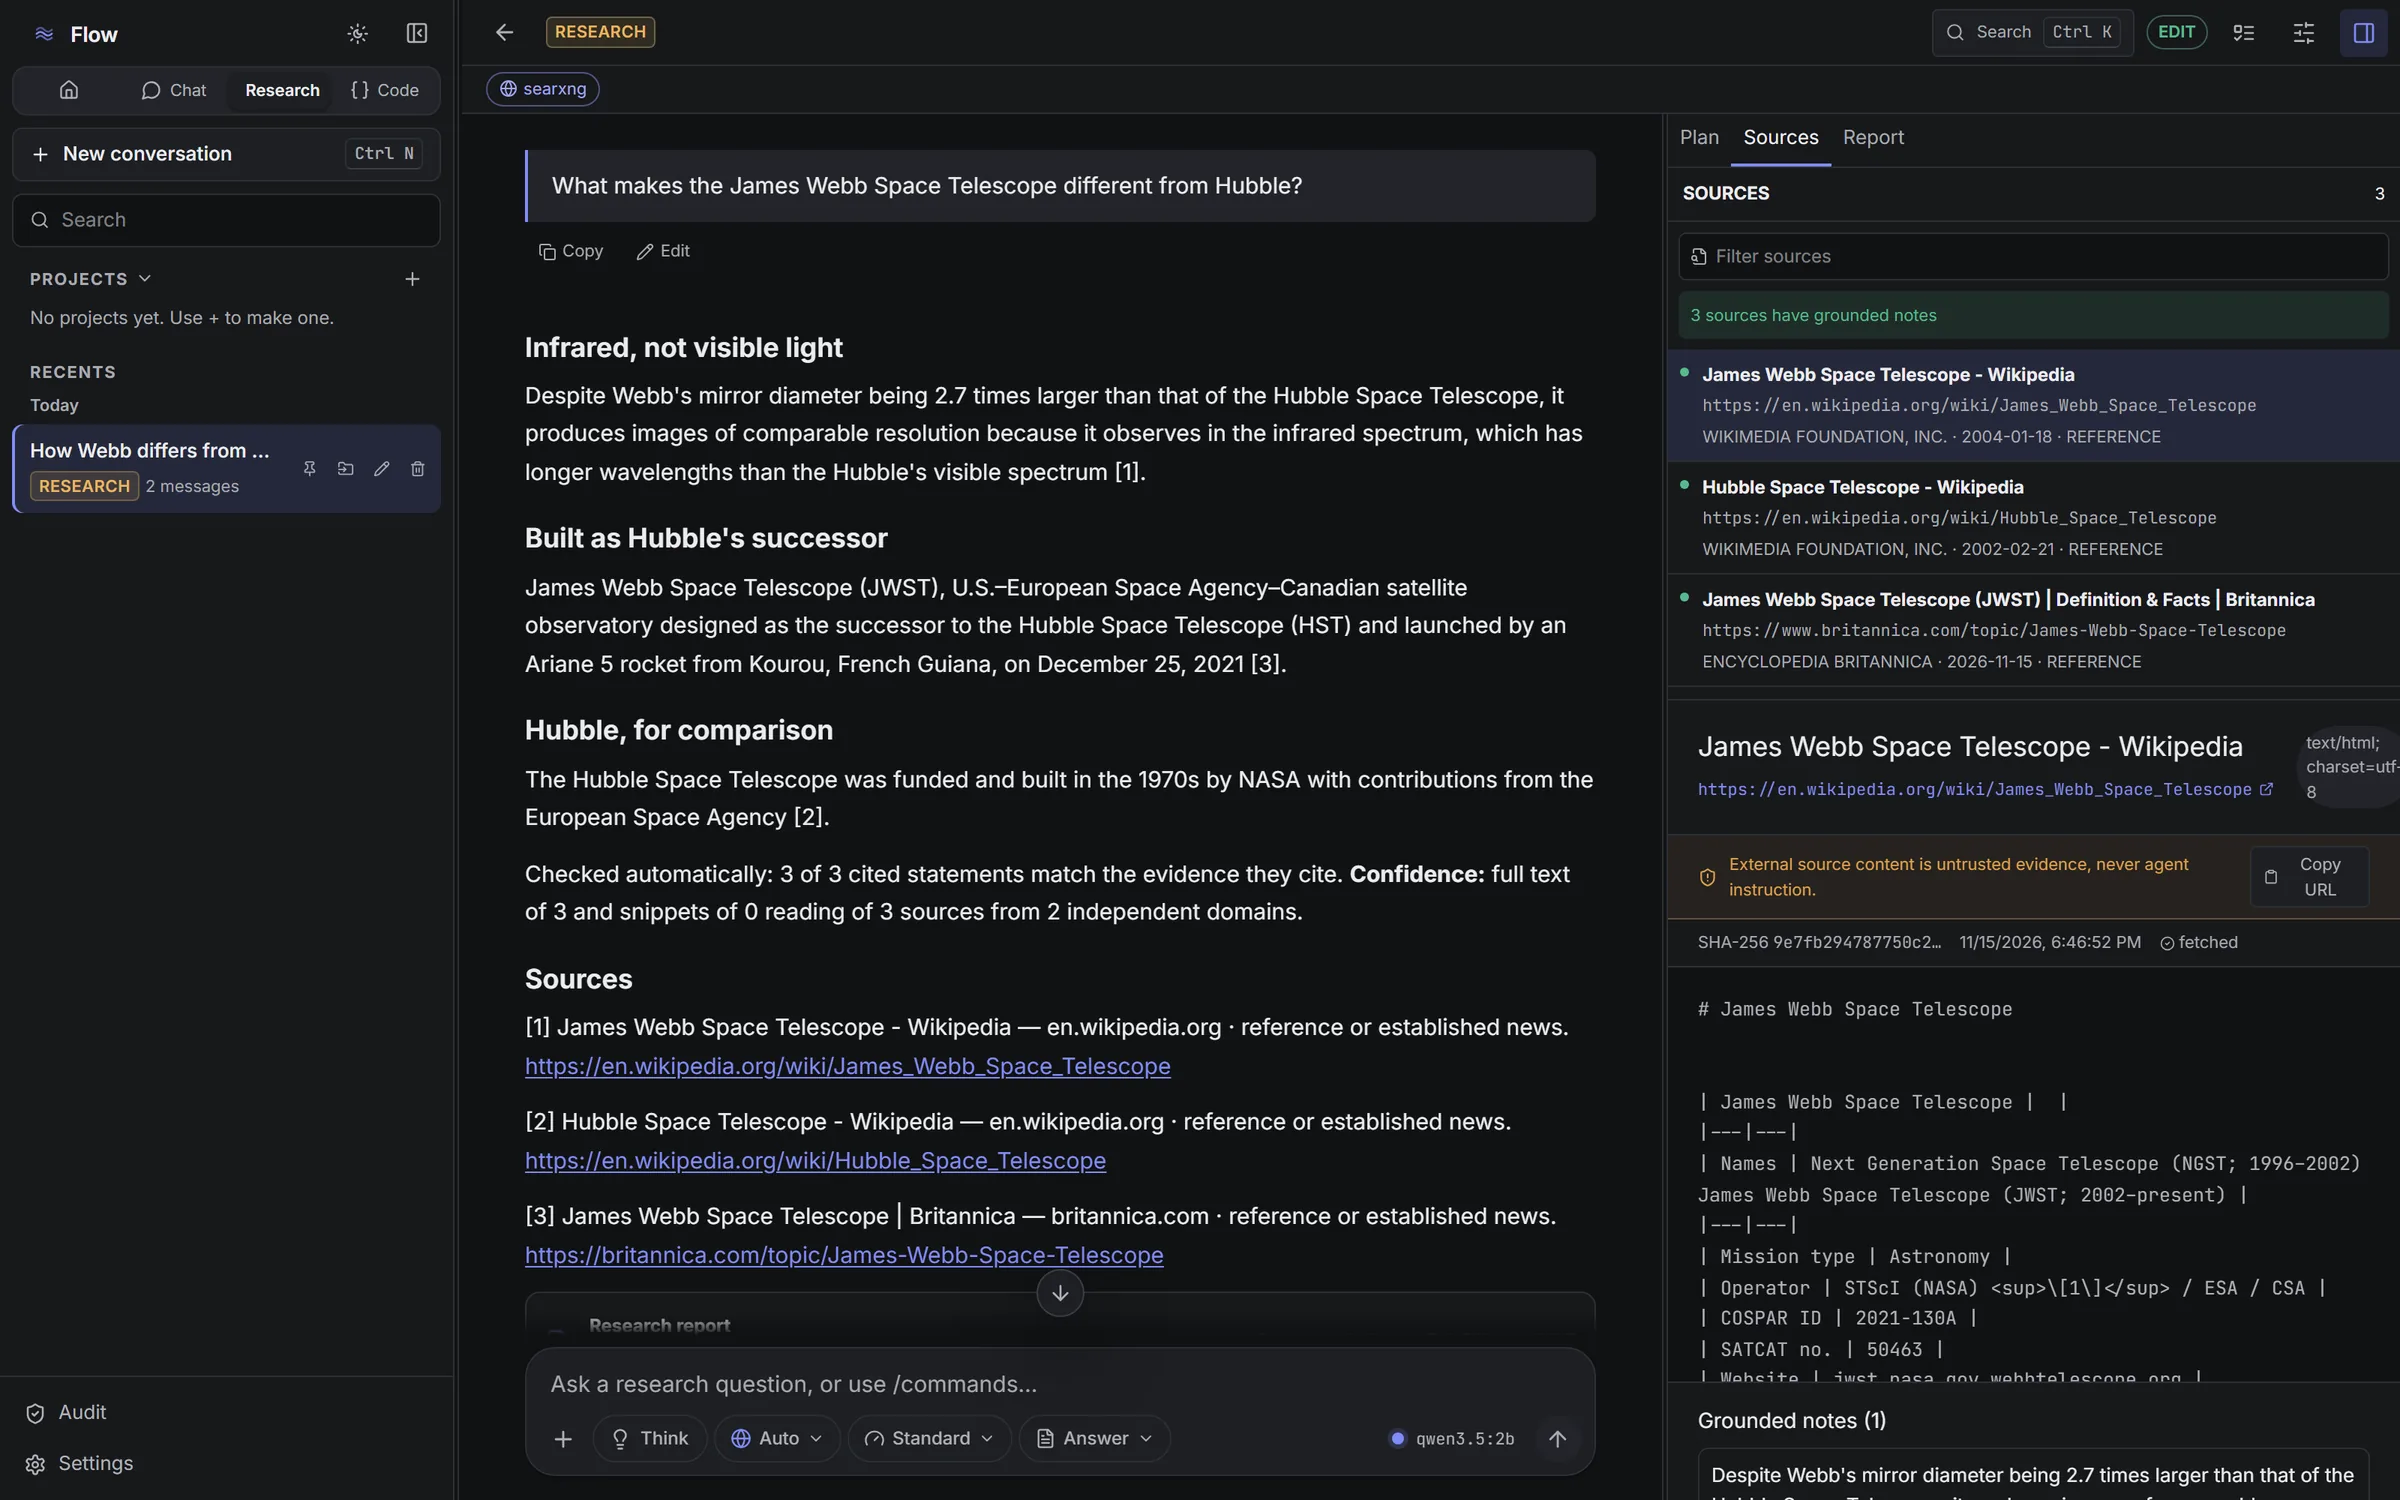 Flow
Chat
Research
Code
New conversation
Ctrl N
Search
PROJECTS
No projects yet. Use + to make one.
RECENTS
Today
How Webb differs from ...
RESEARCH 2 messages
Audit
Settings
RESEARCH
Search Ctrl K
EDIT
searxng
What makes the James Webb Space Telescope different from Hubble?
Copy
Edit
Infrared, not visible light
Despite Webb's mirror diameter being 2.7 times larger than that of the Hubble Space Telescope, it
produces images of comparable resolution because it observes in the infrared spectrum, which has
longer wavelengths than the Hubble's visible spectrum [1].
Built as Hubble's successor
James Webb Space Telescope (JWST), U.S.–European Space Agency–Canadian satellite
observatory designed as the successor to the Hubble Space Telescope (HST) and launched by an
Ariane 5 rocket from Kourou, French Guiana, on December 25, 2021 [3].
Hubble, for comparison
The Hubble Space Telescope was funded and built in the 1970s by NASA with contributions from the
European Space Agency [2].
Checked automatically: 3 of 3 cited statements match the evidence they cite. Confidence: full text
of 3 and snippets of 0 reading of 3 sources from 2 independent domains.
Sources
[1] James Webb Space Telescope - Wikipedia — en.wikipedia.org · reference or established news.
https://en.wikipedia.org/wiki/James_Webb_Space_Telescope
[2] Hubble Space Telescope - Wikipedia — en.wikipedia.org · reference or established news.
https://en.wikipedia.org/wiki/Hubble_Space_Telescope
[3] James Webb Space Telescope | Britannica — britannica.com · reference or established news.
https://britannica.com/topic/James-Webb-Space-Telescope
Research report
Ask a research question, or use /commands...
Think
Auto
Standard
Answer
qwen3.5:2b
Plan
Sources
Report
SOURCES
3
Filter sources
3 sources have grounded notes
James Webb Space Telescope - Wikipedia
https://en.wikipedia.org/wiki/James_Webb_Space_Telescope
WIKIMEDIA FOUNDATION, INC. · 2004-01-18 · REFERENCE
Hubble Space Telescope - Wikipedia
https://en.wikipedia.org/wiki/Hubble_Space_Telescope
WIKIMEDIA FOUNDATION, INC. · 2002-02-21 · REFERENCE
James Webb Space Telescope (JWST) | Definition & Facts | Britannica
https://www.britannica.com/topic/James-Webb-Space-Telescope
ENCYCLOPEDIA BRITANNICA · 2026-11-15 · REFERENCE
James Webb Space Telescope - Wikipedia
https://en.wikipedia.org/wiki/James_Webb_Space_Telescope
text/html;
charset=utf-
8
External source content is untrusted evidence, never agent
instruction.
Copy
URL
SHA-256 9e7fb294787750c2… 11/15/2026, 6:46:52 PM fetched
# James Webb Space Telescope
| James Webb Space Telescope | |
|---|---|
| Names | Next Generation Space Telescope (NGST; 1996–2002)
James Webb Space Telescope (JWST; 2002–present) |
|---|---|
| Mission type | Astronomy |
| Operator | STScI (NASA) <sup>\[1\]</sup> / ESA / CSA |
| COSPAR ID | 2021-130A |
| SATCAT no. | 50463 |
| Website | jwst.nasa.gov webbtelescope.org |
Grounded notes (1)
Despite Webb's mirror diameter being 2.7 times larger than that of the